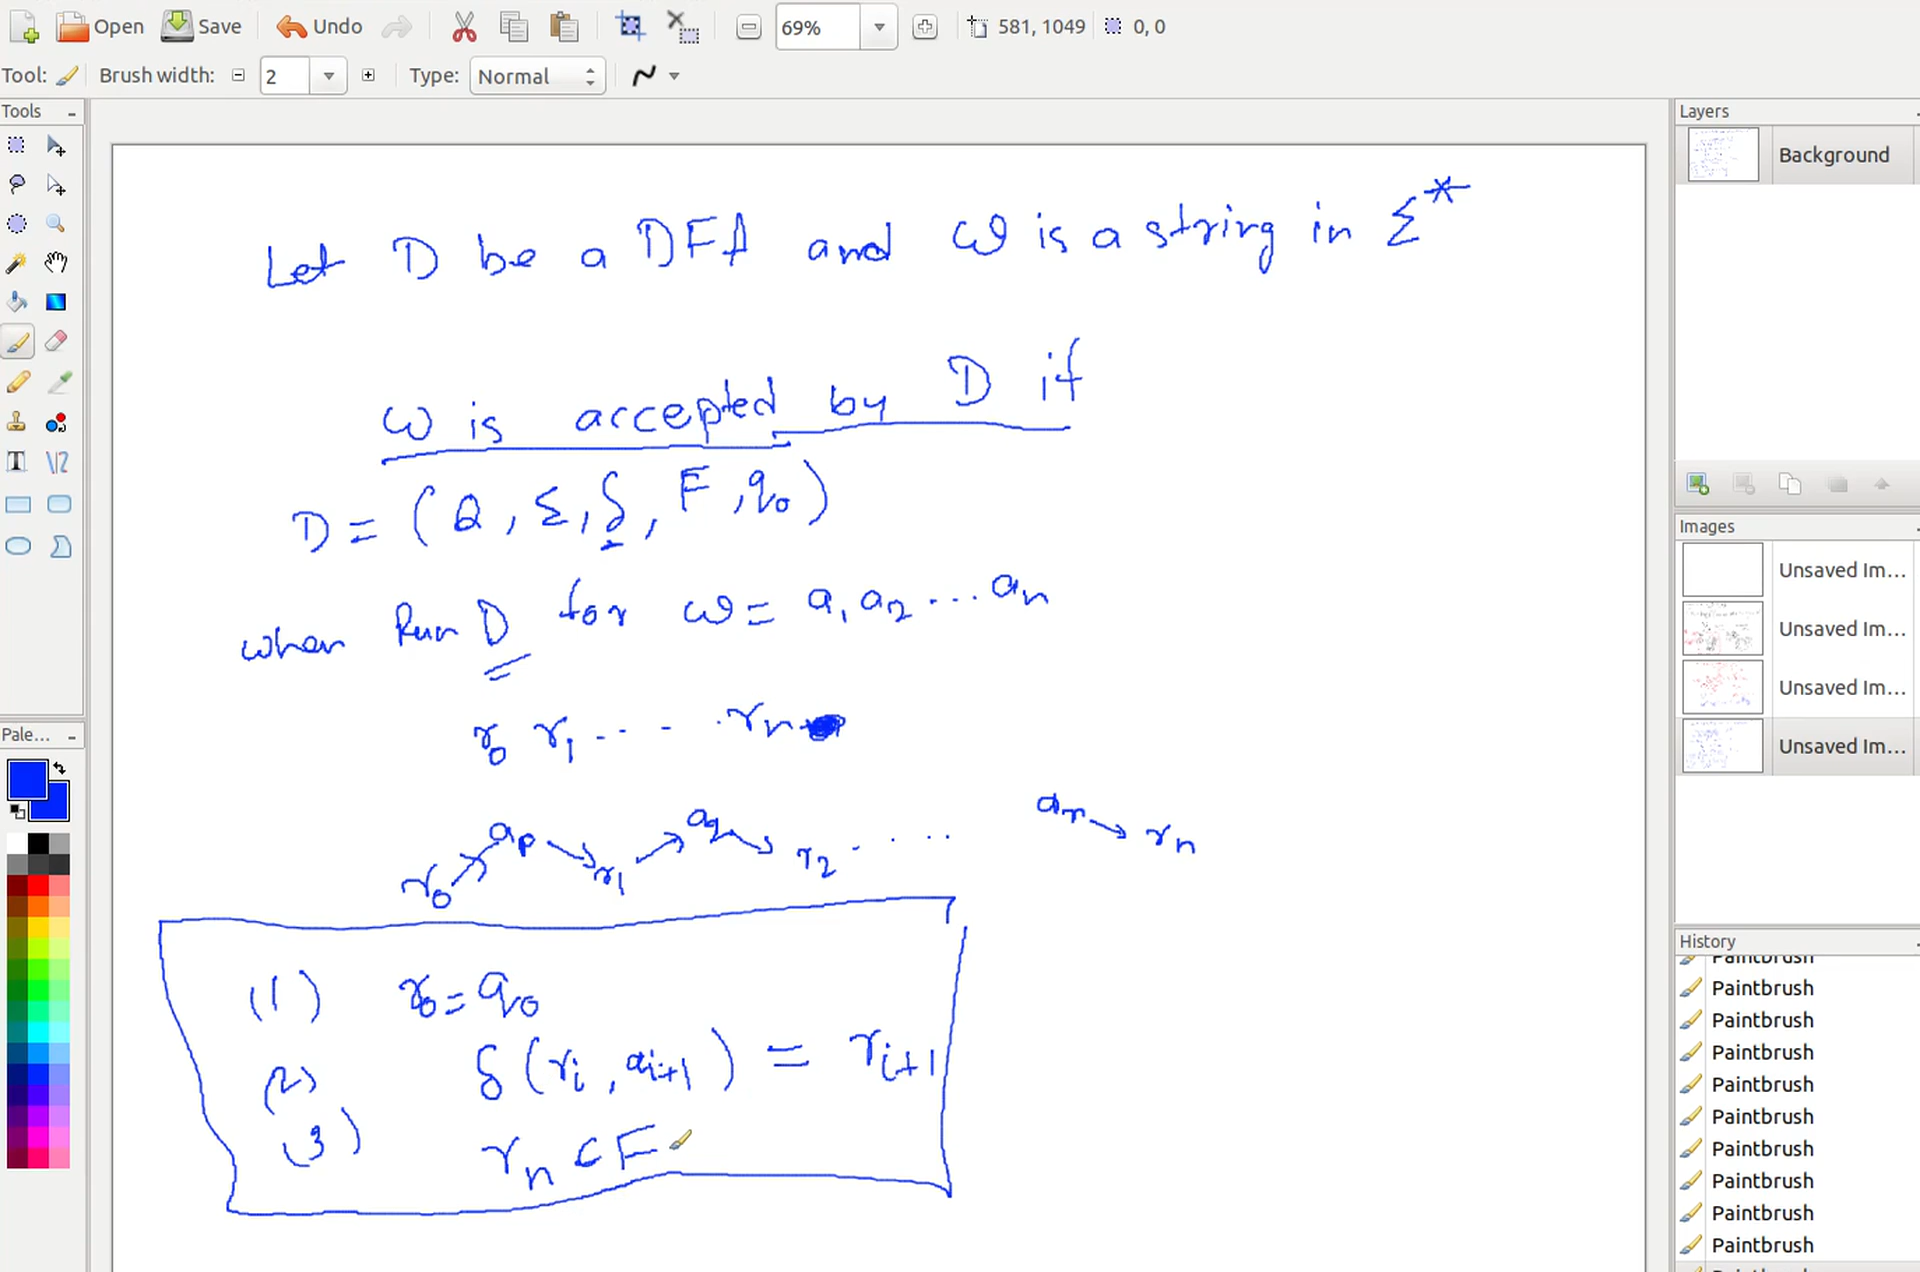 Open Save Undo 69% 581, 1049 0, 0
Tool: Brush width: 2 Type: Normal
Tools
Layers
Background
Let D be a DFA and ω is a string in Σ*
ω is accepted by D if
D = (Q, Σ, δ, F, q0)
when Run D for ω = a1 a2 ... an
r0 r1 ... rn
r0 a1 r1 a2 r2 .... an rn
(1) r0 = q0
(2) δ(ri, ai+1) = ri+1
(3) rn ∈ F
Images
Unsaved Im...
Unsaved Im...
Unsaved Im...
Unsaved Im...
Pale...
History
Paintbrush
Paintbrush
Paintbrush
Paintbrush
Paintbrush
Paintbrush
Paintbrush
Paintbrush
Paintbrush
Paintbrush